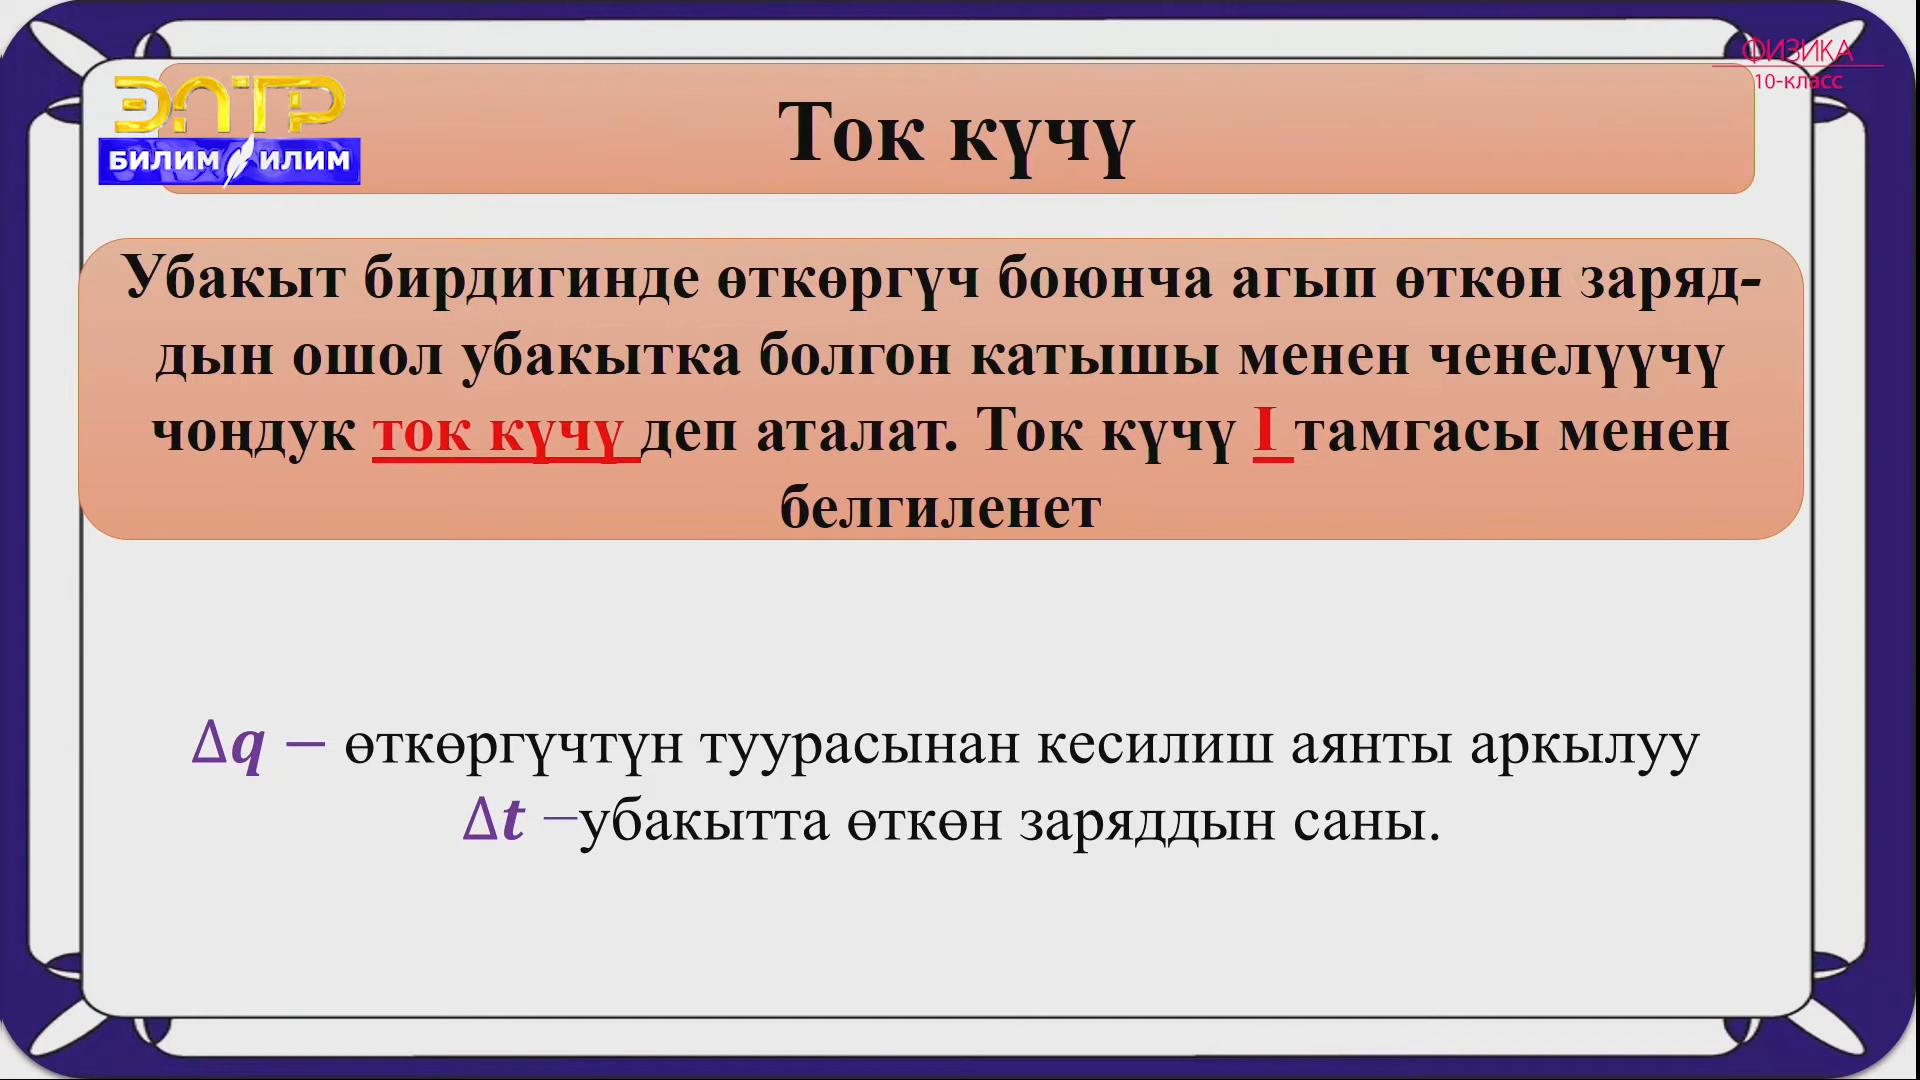 ФИЗИКА
10-класс
ЭЛТР
БИЛИМ ИЛИМ
Ток күчү
Убакыт бирдигинде өткөргүч боюнча агып өткөн заряд-
дын ошол убакытка болгон катышы менен ченелүүчү
чоңдук ток күчү деп аталат. Ток күчү I тамгасы менен
белгиленет
Δq – өткөргүчтүн туурасынан кесилиш аянты аркылуу
Δt –убакытта өткөн заряддын саны.